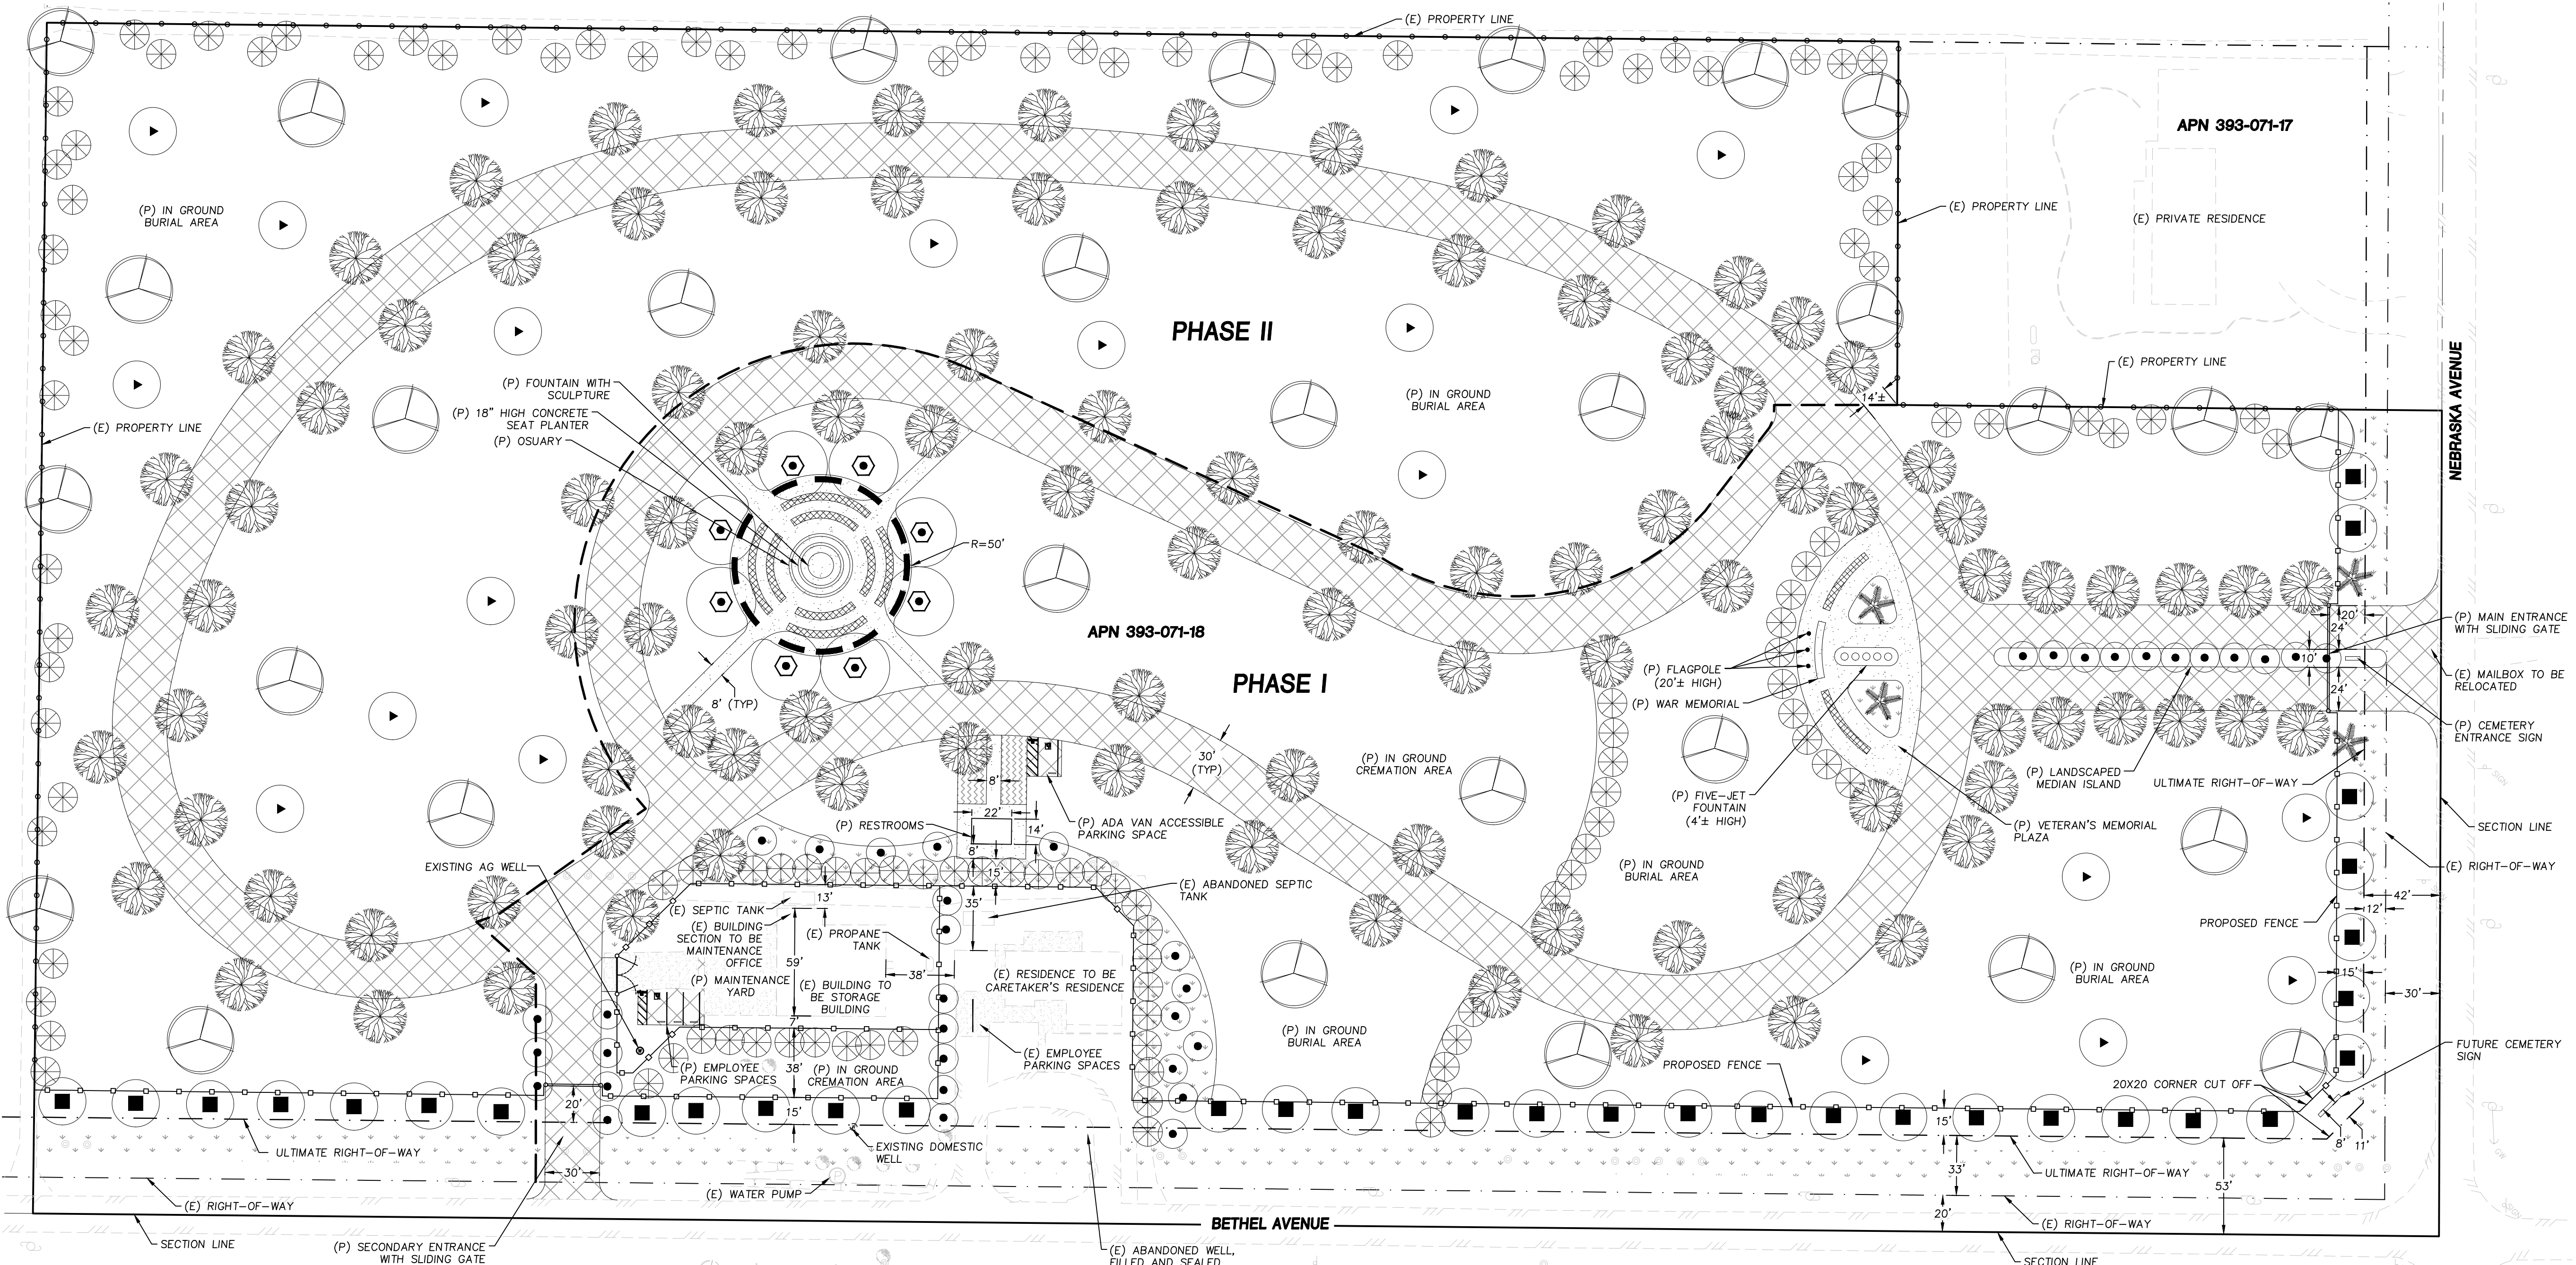 (E) PROPERTY LINE
APN 393-071-17
(P) IN GROUND
BURIAL AREA
(E) PROPERTY LINE
(E) PRIVATE RESIDENCE
PHASE II
NEBRASKA AVENUE
(E) PROPERTY LINE
(P) FOUNTAIN WITH
SCULPTURE
(P) 18" HIGH CONCRETE
SEAT PLANTER
(P) OSUARY
(P) IN GROUND
BURIAL AREA
14'±
(E) PROPERTY LINE
R=50'
APN 393-071-18
PHASE I
8' (TYP)
(P) FLAGPOLE
(20'± HIGH)
(P) WAR MEMORIAL
20'
24'
10'
24'
(P) MAIN ENTRANCE
WITH SLIDING GATE
(E) MAILBOX TO BE
RELOCATED
(P) CEMETERY
ENTRANCE SIGN
30'
(TYP)
(P) IN GROUND
CREMATION AREA
(P) LANDSCAPED
MEDIAN ISLAND
ULTIMATE RIGHT-OF-WAY
8'
22'
14'
(P) RESTROOMS
8'
15'
(P) ADA VAN ACCESSIBLE
PARKING SPACE
(P) FIVE-JET
FOUNTAIN
(4'± HIGH)
(P) VETERAN'S MEMORIAL
PLAZA
SECTION LINE
(E) RIGHT-OF-WAY
EXISTING AG WELL
(P) IN GROUND
BURIAL AREA
13'
35'
(E) ABANDONED SEPTIC
TANK
42'
12'
(E) SEPTIC TANK
(E) BUILDING
SECTION TO BE
MAINTENANCE
OFFICE
(E) PROPANE
TANK
59'
38'
PROPOSED FENCE
(P) MAINTENANCE
YARD
(E) BUILDING TO
BE STORAGE
BUILDING
(E) RESIDENCE TO BE
CARETAKER'S RESIDENCE
(P) IN GROUND
BURIAL AREA
15'
30'
7'
38'
(P) IN GROUND
BURIAL AREA
(E) EMPLOYEE
PARKING SPACES
(P) EMPLOYEE
PARKING SPACES
(P) IN GROUND
CREMATION AREA
PROPOSED FENCE
FUTURE CEMETERY
SIGN
20X20 CORNER CUT OFF
20'
15'
15'
8'
11'
EXISTING DOMESTIC
WELL
ULTIMATE RIGHT-OF-WAY
30'
33'
ULTIMATE RIGHT-OF-WAY
53'
(E) WATER PUMP
(E) RIGHT-OF-WAY
20'
BETHEL AVENUE
(E) RIGHT-OF-WAY
SECTION LINE
(P) SECONDARY ENTRANCE
WITH SLIDING GATE
(E) ABANDONED WELL,
FILLED AND SEALED
SECTION LINE